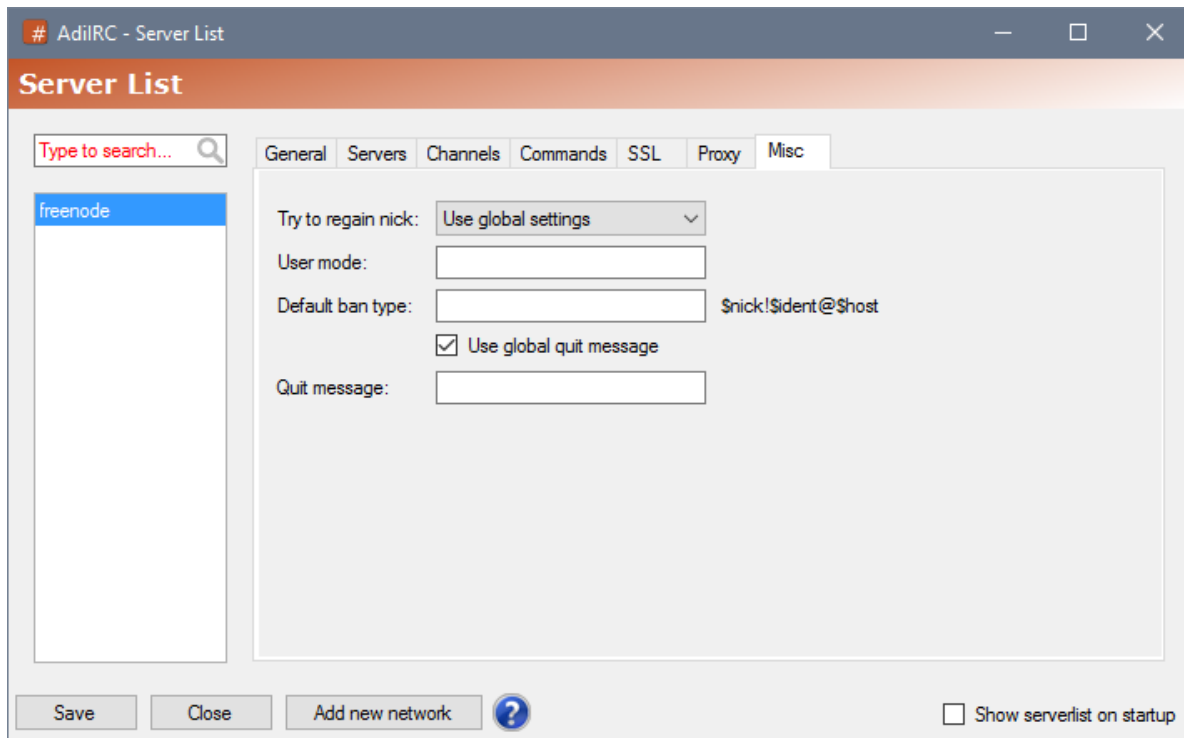 # AdiIRC - Server List
Server List
Type to search...
General Servers Channels Commands SSL Proxy Misc
freenode
Try to regain nick: Use global settings
User mode:
Default ban type: $nick!$ident@$host
Use global quit message
Quit message:
Save Close Add new network ? Show serverlist on startup